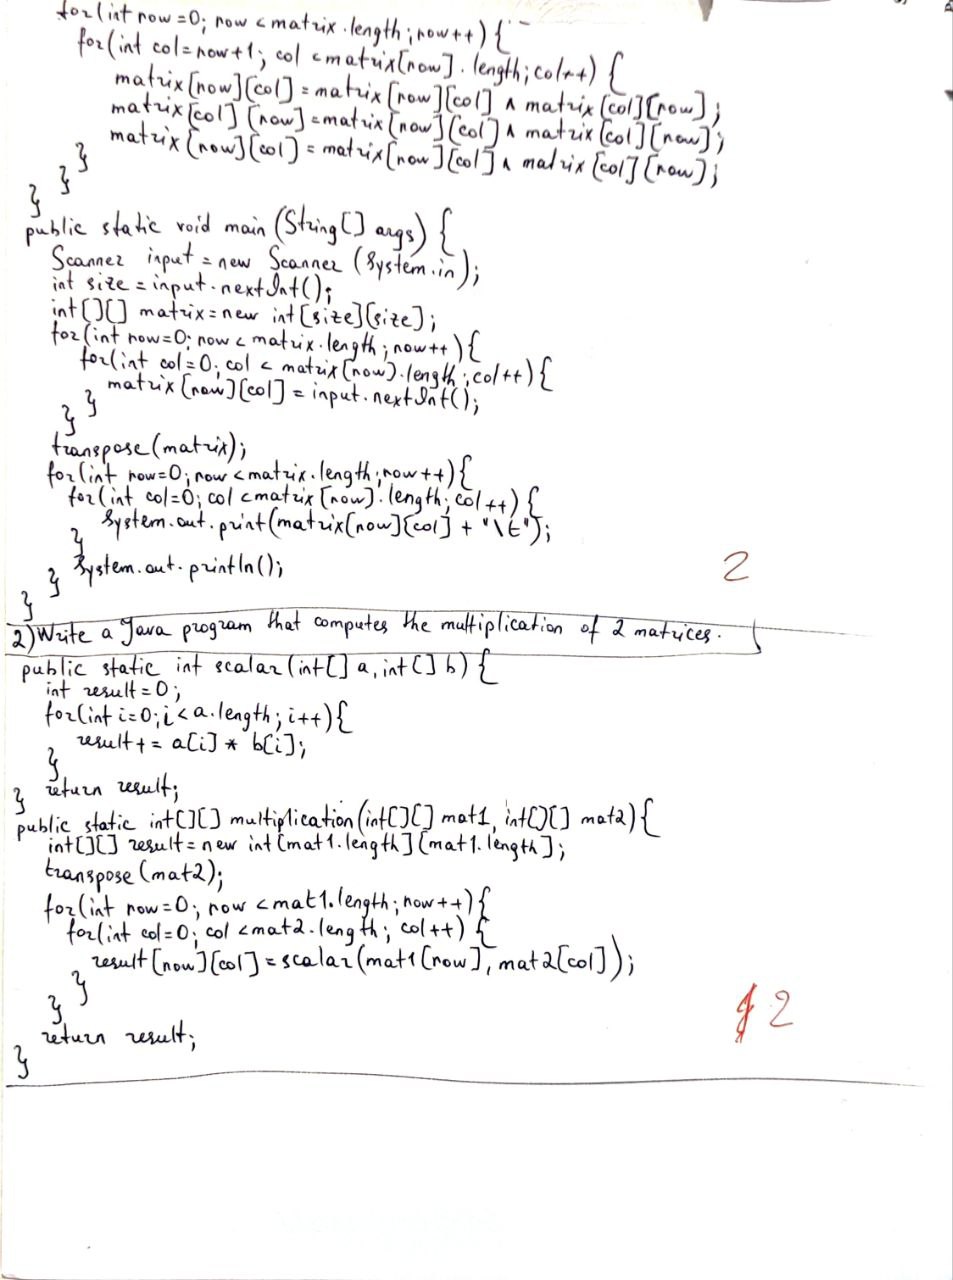 for(int row=0; row<matrix.length;row++){
for(int col=row+1; col<matrix[row].length;col++){
matrix[row][col]=matrix[row][col] ∧ matrix[col][row];
matrix[col][row]=matrix[row][col] ∧ matrix[col][row];
matrix[row][col]=matrix[row][col] ∧ matrix[col][row];
}
}
}
public static void main(String[] args){
Scanner input=new Scanner(System.in);
int size=input.nextInt();
int[][] matrix=new int[size][size];
for(int row=0;row<matrix.length;row++){
for(int col=0;col<matrix[row].length;col++){
matrix[row][col]=input.nextInt();
}
}
transpose(matrix);
for(int row=0;row<matrix.length;row++){
for(int col=0;col<matrix[row].length;col++){
System.out.print(matrix[row][col] + "\t");
}
System.out.println();
}
2
}
2)Write a Java program that computes the multiplication of 2 matrices.
public static int scalar(int[] a,int[] b){
int result=0;
for(int i=0;i<a.length;i++){
result+= a[i] * b[i];
}
return result;
}
public static int[][] multiplication(int[][] mat1, int[][] mat2){
int[][] result=new int[mat1.length][mat1.length];
transpose(mat2);
for(int row=0; row<mat1.length;row++){
for(int col=0;col<mat2.length; col++){
result[row][col]=scalar(mat1[row],mat2[col]);
}
}
2
return result;
}